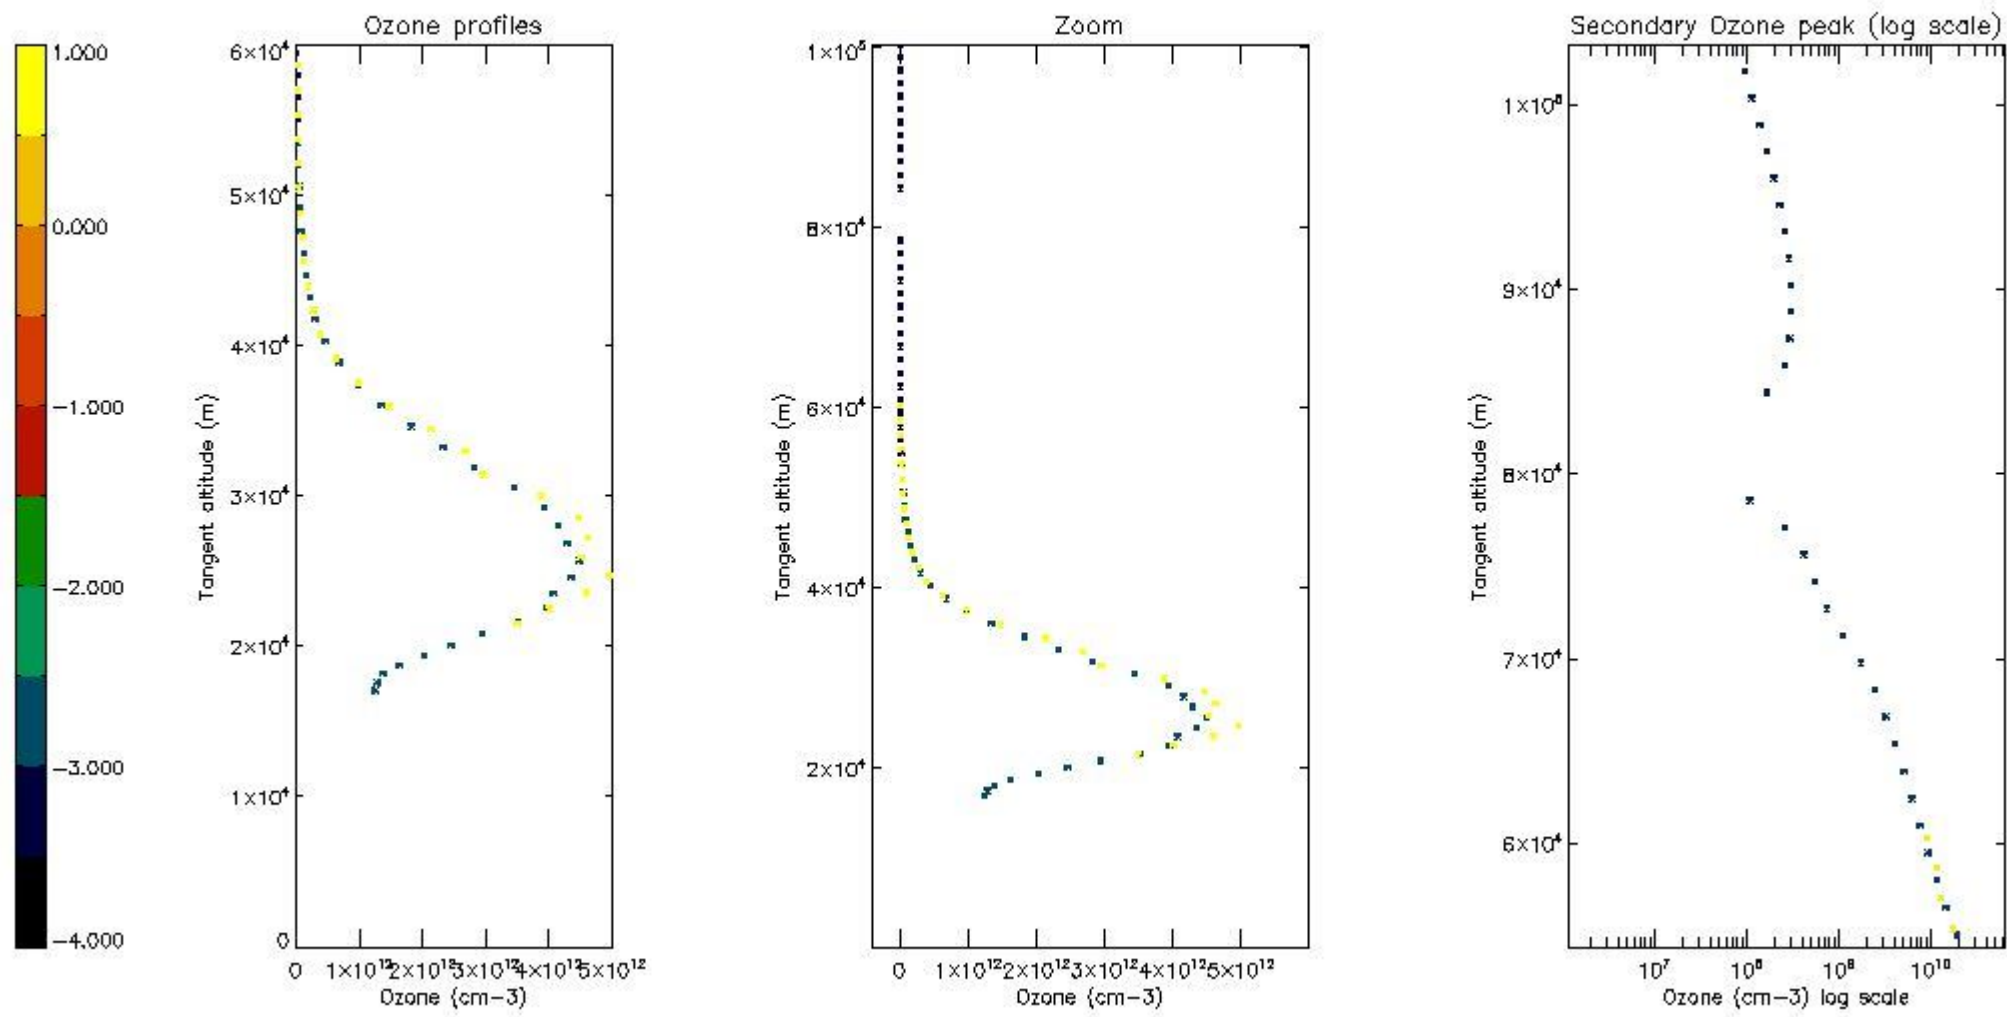 Ozone profiles
Zoom
Secondary Ozone peak (log scale)
1.000
0.000
−1.000
−2.000
−3.000
−4.000
6×10⁴
5×10⁴
4×10⁴
3×10⁴
2×10⁴
1×10⁴
0
Tangent altitude (m)
0 1×10¹² 2×10¹² 3×10¹² 4×10¹² 5×10¹²
Ozone (cm−3)
1×10⁵
8×10⁴
6×10⁴
4×10⁴
2×10⁴
Tangent altitude (m)
0 1×10¹² 2×10¹² 3×10¹² 4×10¹² 5×10¹²
Ozone (cm−3)
1×10⁵
9×10⁴
8×10⁴
7×10⁴
6×10⁴
Tangent altitude (m)
10⁷ 10⁸ 10⁹ 10¹⁰
Ozone (cm−3) log scale